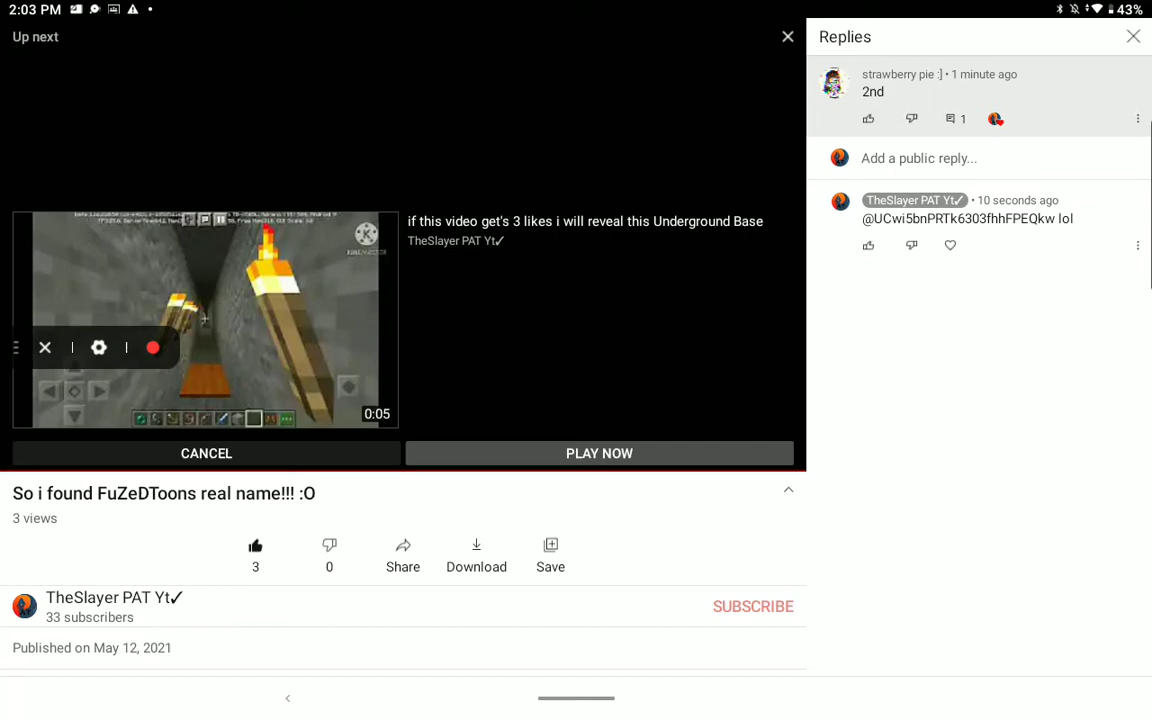 2:03 PM
43%
Up next
if this video get's 3 likes i will reveal this Underground Base
TheSlayer PAT Yt✓
0:05
CANCEL
PLAY NOW
So i found FuZeDToons real name!!! :O
3 views
3
0
Share
Download
Save
TheSlayer PAT Yt✓
33 subscribers
SUBSCRIBE
Published on May 12, 2021
Replies
strawberry pie :] • 1 minute ago
2nd
1
Add a public reply...
TheSlayer PAT Yt✓ • 10 seconds ago
@UCwi5bnPRTk6303fhhFPEQkw lol